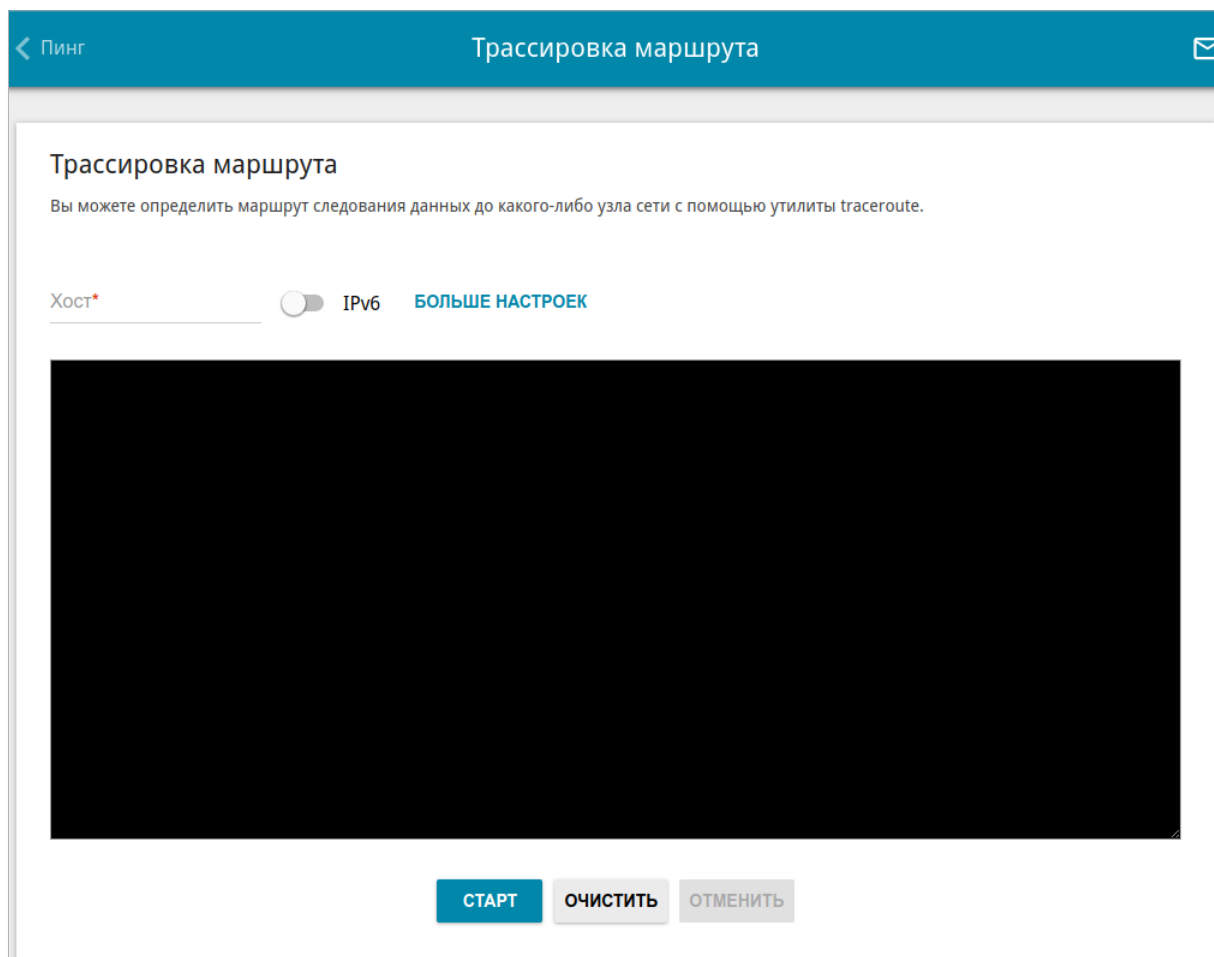 Пинг
Трассировка маршрута
Трассировка маршрута
Вы можете определить маршрут следования данных до какого-либо узла сети с помощью утилиты traceroute.
Хост* IPv6 БОЛЬШЕ НАСТРОЕК
СТАРТ ОЧИСТИТЬ ОТМЕНИТЬ